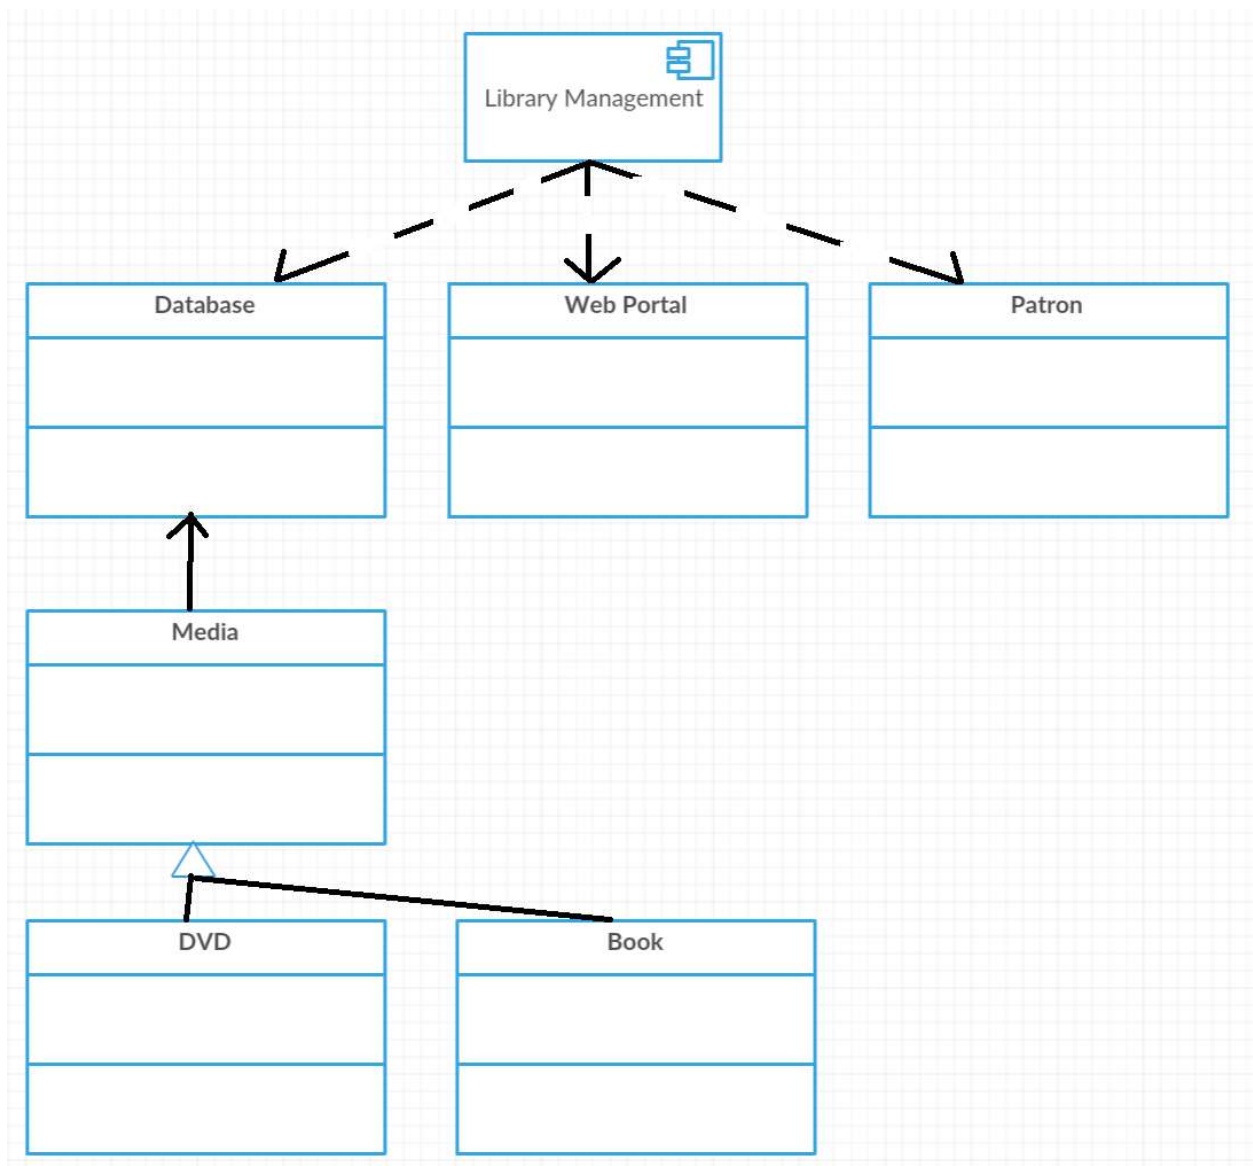 Library Management
Database
Web Portal
Patron
Media
DVD
Book